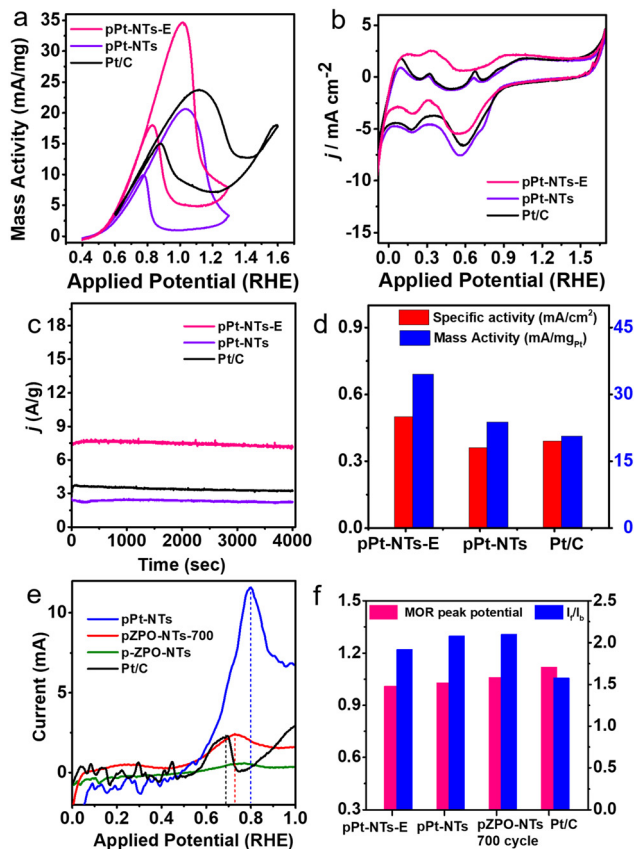 a
pPt-NTs-E
pPt-NTs
Pt/C
Mass Activity (mA/mg)
35
30
25
20
15
10
5
0
0.4 0.6 0.8 1.0 1.2 1.4 1.6
Applied Potential (RHE)
b
j / mA cm-2
10
5
0
-5
-10
-15
pPt-NTs-E
pPt-NTs
Pt/C
0.0 0.3 0.6 0.9 1.2 1.5
Applied Potential (RHE)
c
pPt-NTs-E
pPt-NTs
Pt/C
j (A/g)
18
15
12
9
6
3
0
0 1000 2000 3000 4000
Time (sec)
d
Specific activity (mA/cm2)
Mass Activity (mA/mgPt)
0.9
0.6
0.3
0.0
45
30
15
0
pPt-NTs-E pPt-NTs Pt/C
e
pPt-NTs
pZPO-NTs-700
p-ZPO-NTs
Pt/C
Current (mA)
10
5
0
0.0 0.2 0.4 0.6 0.8 1.0
Applied Potential (RHE)
f
MOR peak potential
If/Ib
1.5
1.2
0.9
0.6
0.3
2.5
2.0
1.5
1.0
0.5
0.0
pPt-NTs-E pPt-NTs pZPO-NTs Pt/C
700 cycle